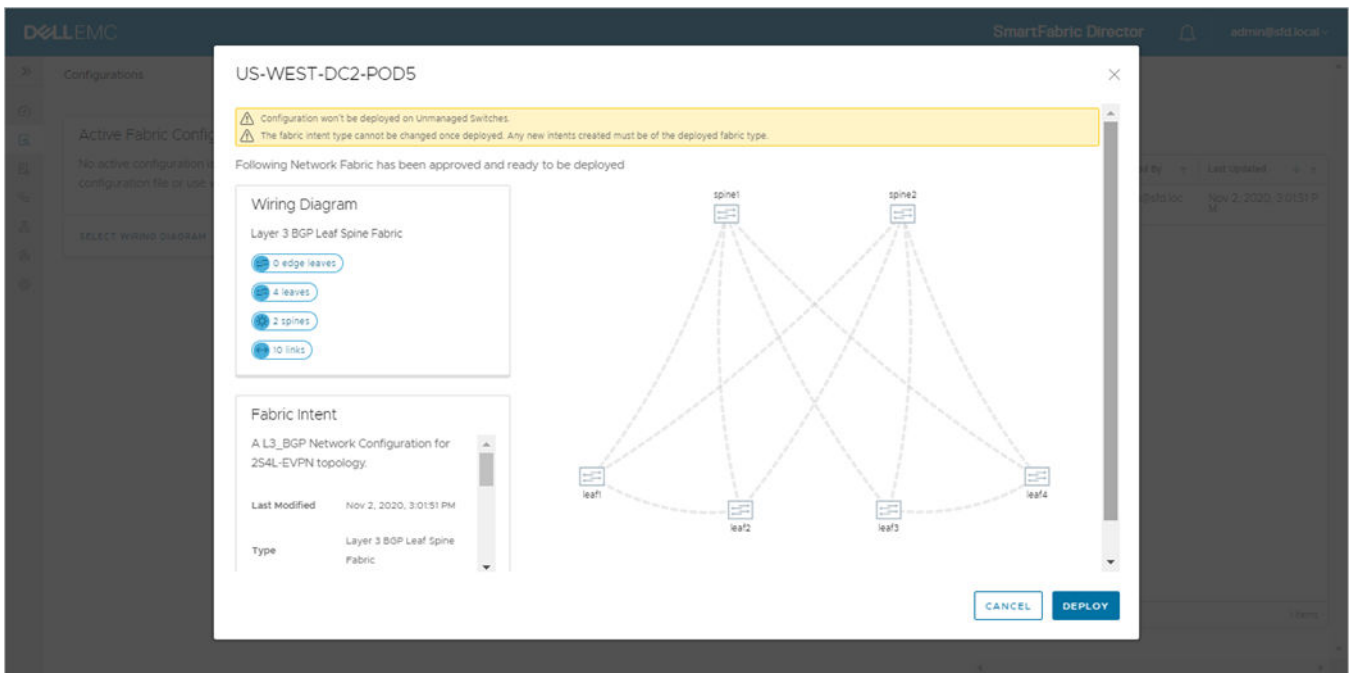 DELLEMC
SmartFabric Director
admin@sfd.local
Configurations
US-WEST-DC2-POD5
Configuration won't be deployed on Unmanaged Switches.
The fabric intent type cannot be changed once deployed. Any new intents created must be of the deployed fabric type.
Following Network Fabric has been approved and ready to be deployed
Active Fabric Config
No active configuration
configuration file or use
SELECT WIRING DIAGRAM
Wiring Diagram
Layer 3 BGP Leaf Spine Fabric
0 edge leaves
4 leaves
2 spines
10 links
Fabric Intent
A L3_BGP Network Configuration for
2S4L-EVPN topology.
Last Modified Nov 2, 2020, 3:01:51 PM
Type Layer 3 BGP Leaf Spine
Fabric
spine1 spine2
leaf1 leaf4
leaf2 leaf3
By Last Updated
Nov 2, 2020, 3:01:51 P
M
CANCEL DEPLOY